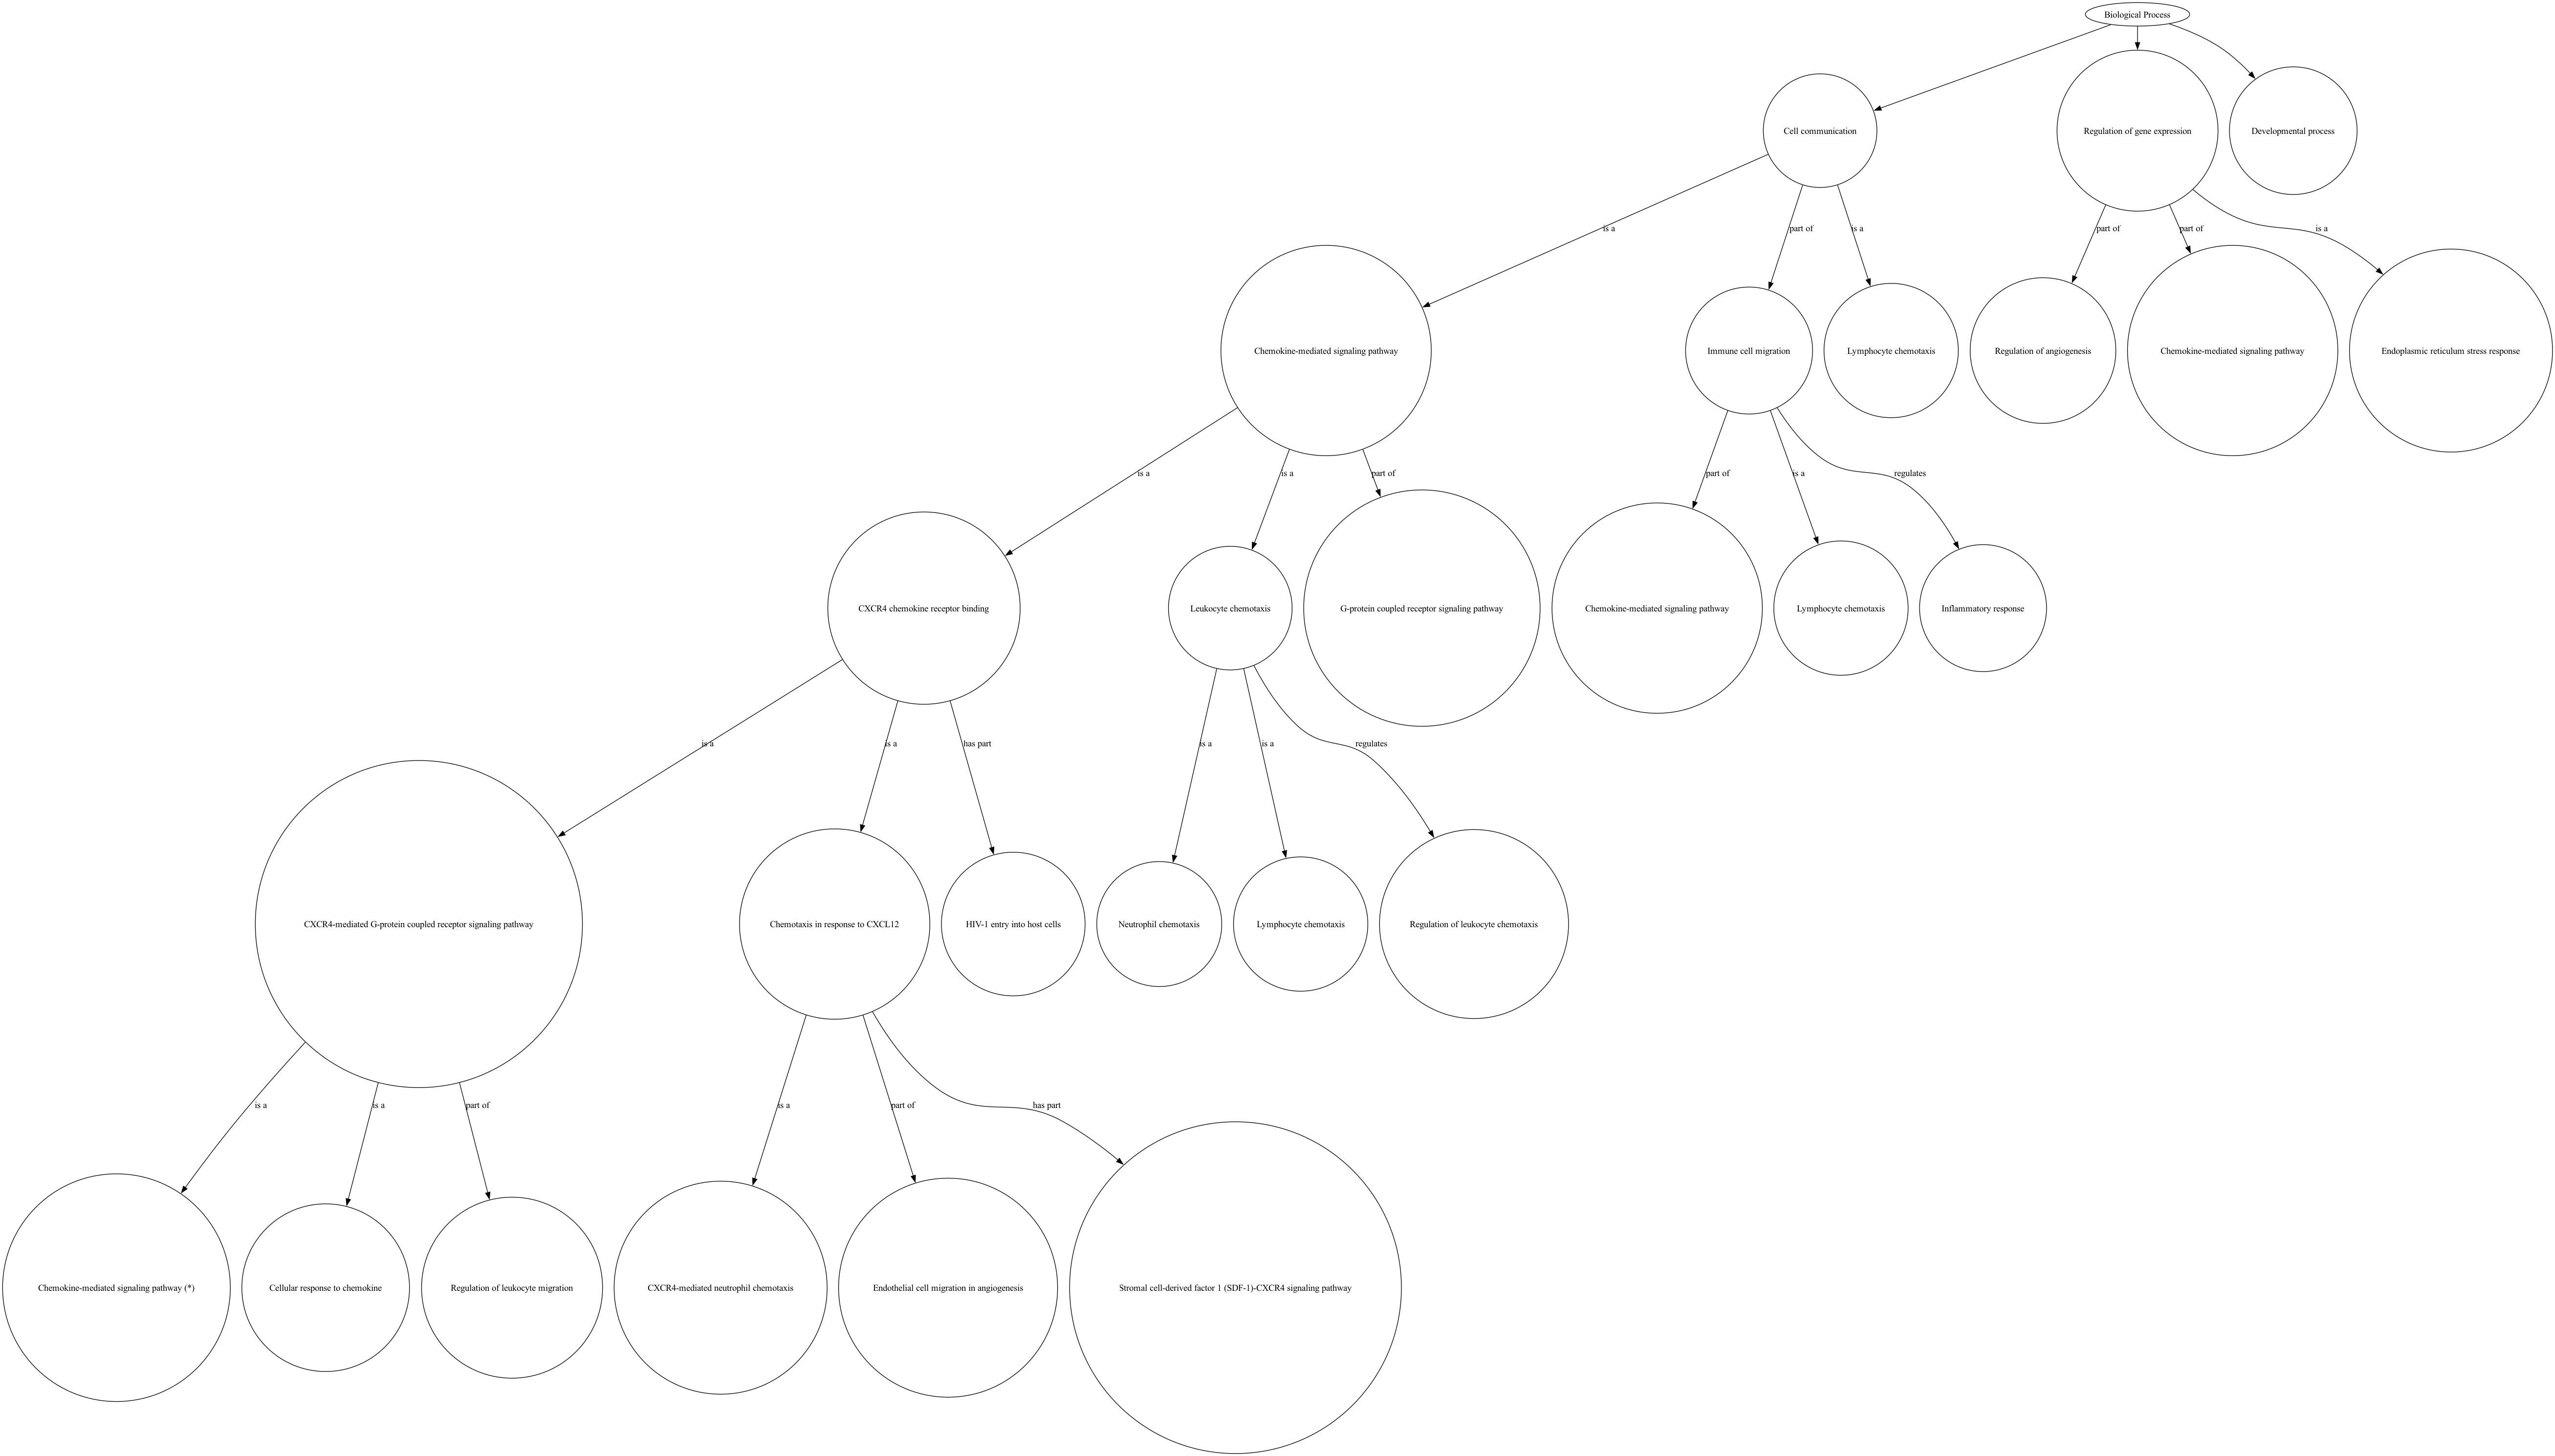 Biological Process
Cell communication
Regulation of gene expression
Developmental process
is a
part of
is a
part of
part of
is a
Chemokine-mediated signaling pathway
Immune cell migration
Lymphocyte chemotaxis
Regulation of angiogenesis
Chemokine-mediated signaling pathway
Endoplasmic reticulum stress response
is a
is a
part of
part of
is a
regulates
CXCR4 chemokine receptor binding
Leukocyte chemotaxis
G-protein coupled receptor signaling pathway
Chemokine-mediated signaling pathway
Lymphocyte chemotaxis
Inflammatory response
is a
is a
has part
is a
is a
regulates
CXCR4-mediated G-protein coupled receptor signaling pathway
Chemotaxis in response to CXCL12
HIV-1 entry into host cells
Neutrophil chemotaxis
Lymphocyte chemotaxis
Regulation of leukocyte chemotaxis
is a
is a
part of
is a
part of
has part
Chemokine-mediated signaling pathway (*)
Cellular response to chemokine
Regulation of leukocyte migration
CXCR4-mediated neutrophil chemotaxis
Endothelial cell migration in angiogenesis
Stromal cell-derived factor 1 (SDF-1)-CXCR4 signaling pathway